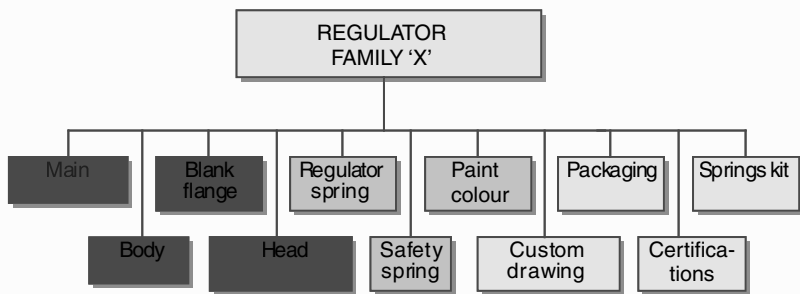 REGULATOR
FAMILY ‘X’
Main
Blank
flange
Regulator
spring
Paint
colour
Packaging
Springs kit
Body
Head
Safety
spring
Custom
drawing
Certifica-
tions